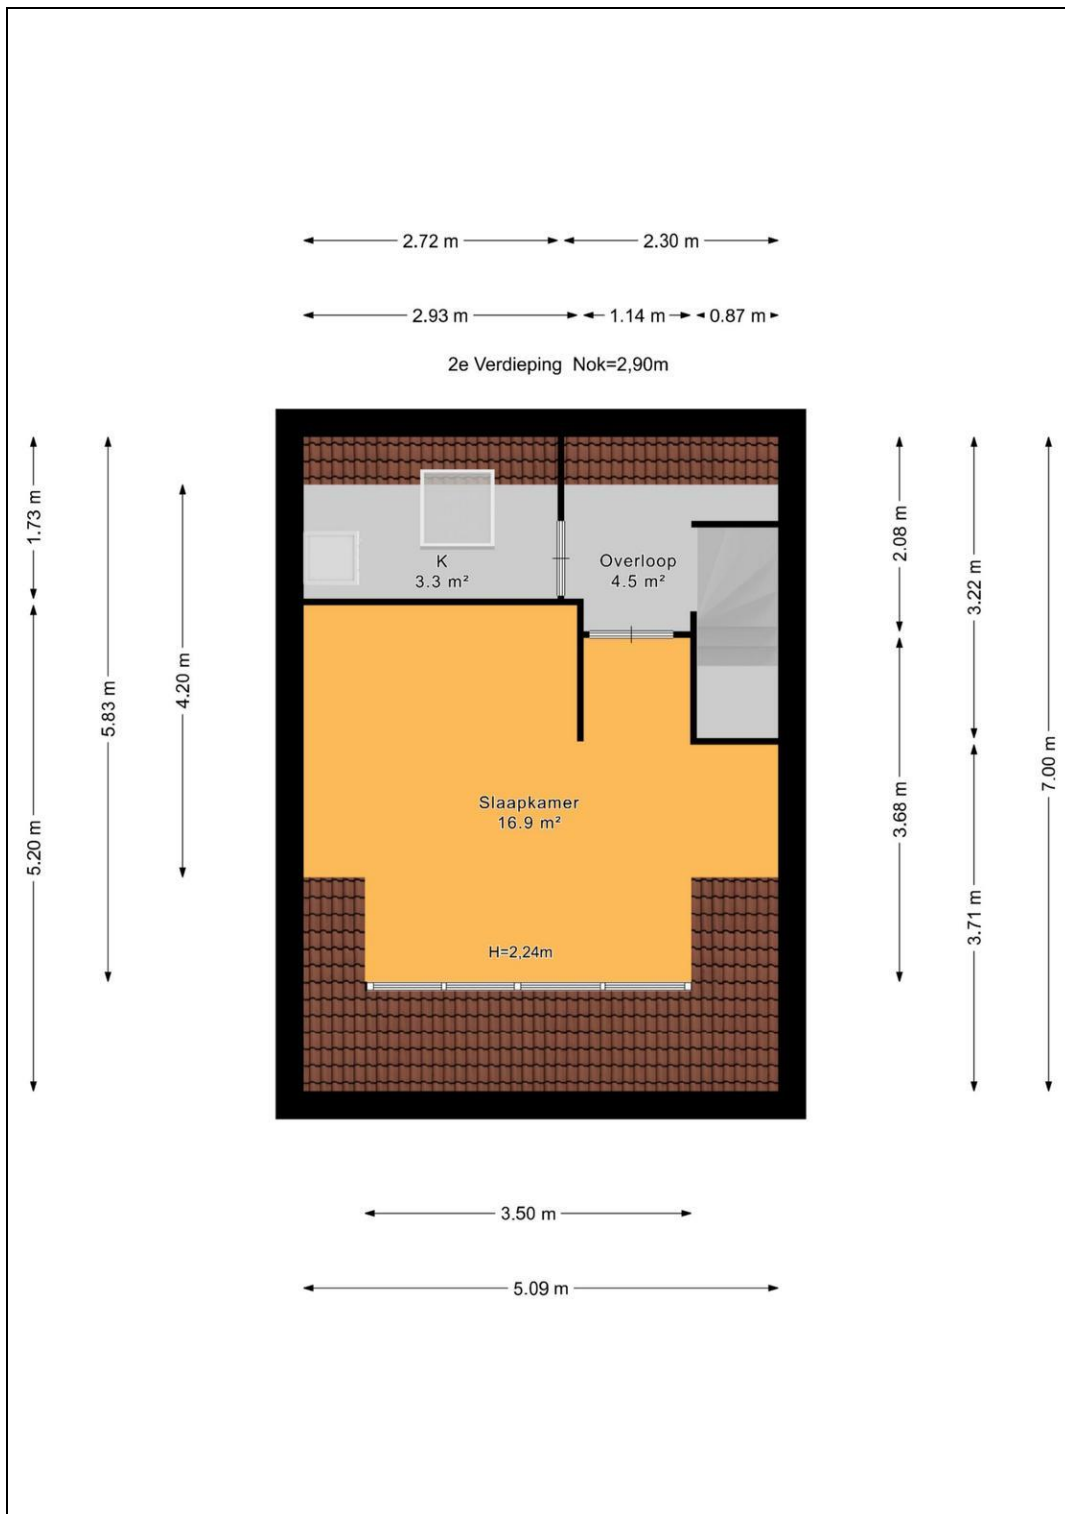 2.72 m
2.30 m
2.93 m
1.14 m
0.87 m
2e Verdieping Nok=2,90m
1.73 m
5.83 m
4.20 m
5.20 m
K
3.3 m²
Overloop
4.5 m²
Slaapkamer
16.9 m²
H=2,24m
2.08 m
3.22 m
3.68 m
3.71 m
7.00 m
3.50 m
5.09 m